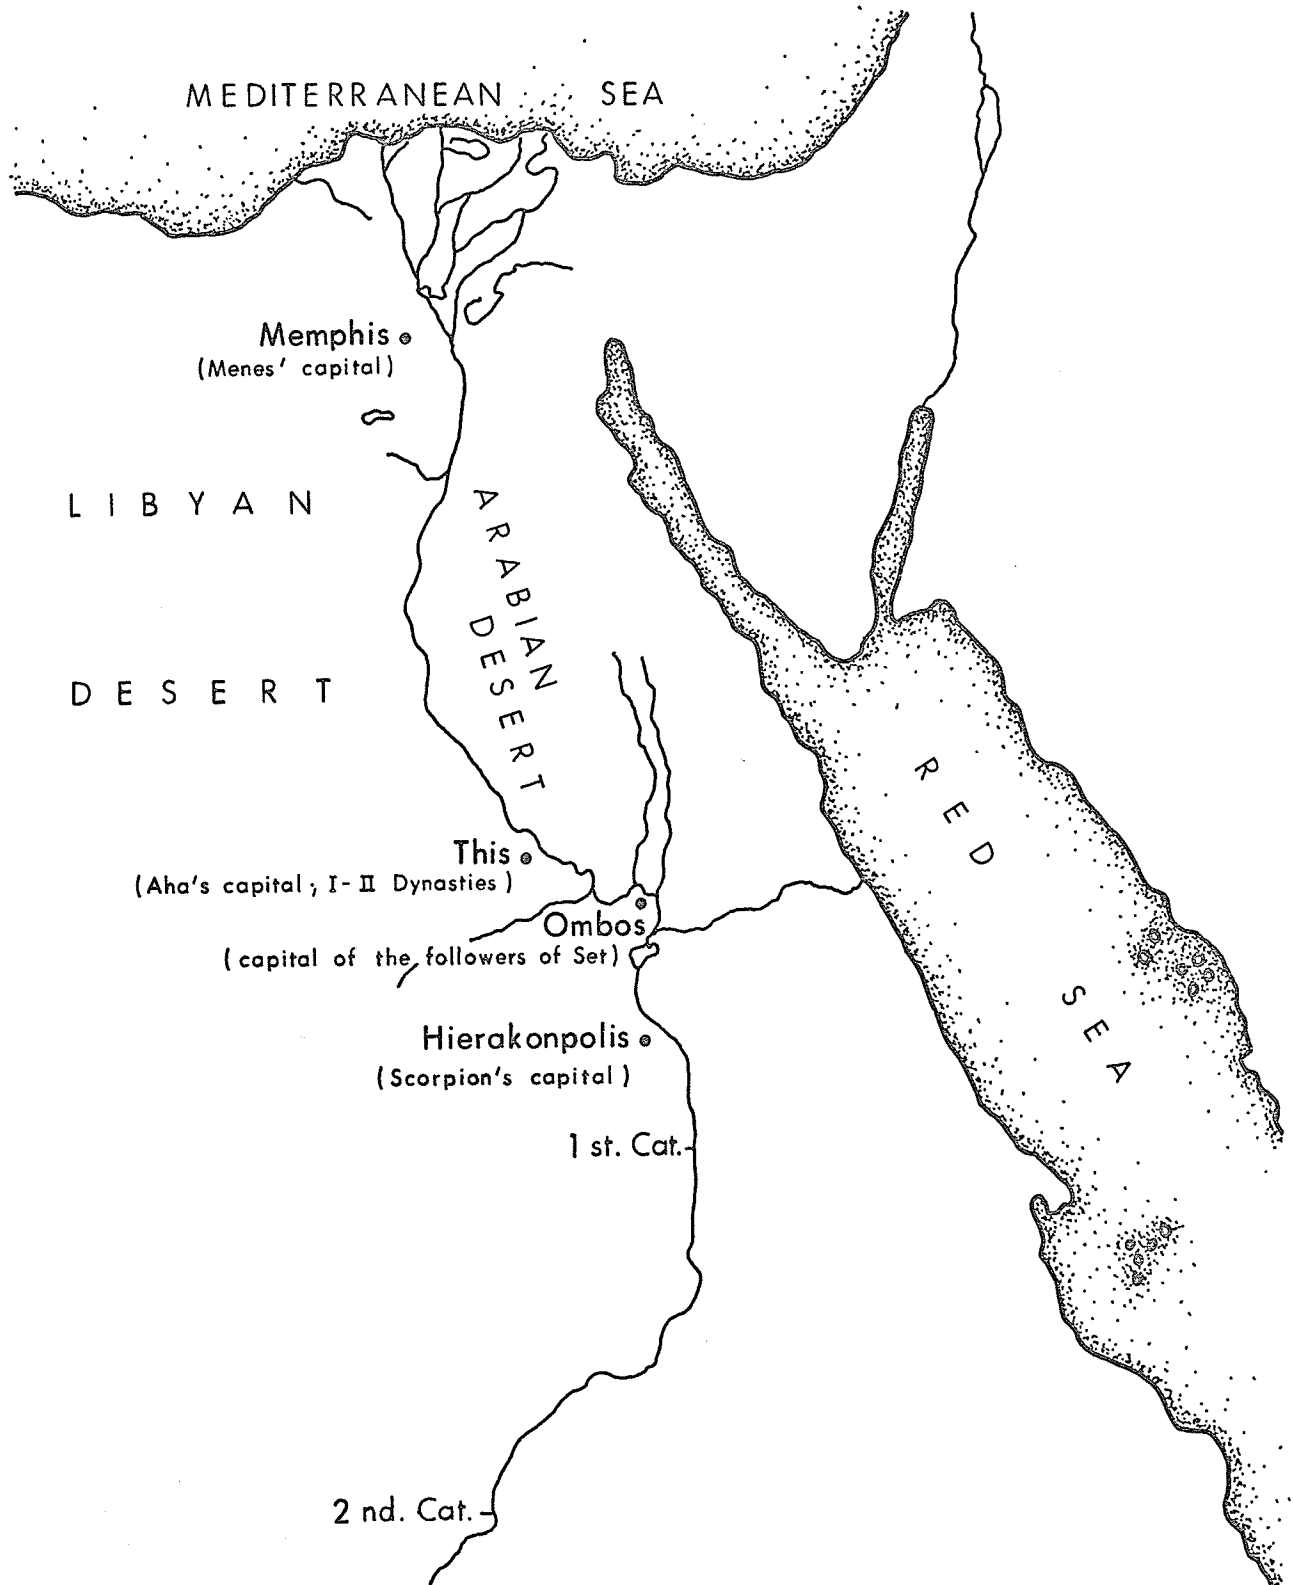 MEDITERRANEAN SEA
Memphis
(Menes' capital)
LIBYAN
ARABIAN
DESERT
DESERT
RED
SEA
This
(Aha's capital; I-II Dynasties)
Ombos
(capital of the followers of Set)
Hierakonpolis
(Scorpion's capital)
1 st. Cat.
2 nd. Cat.